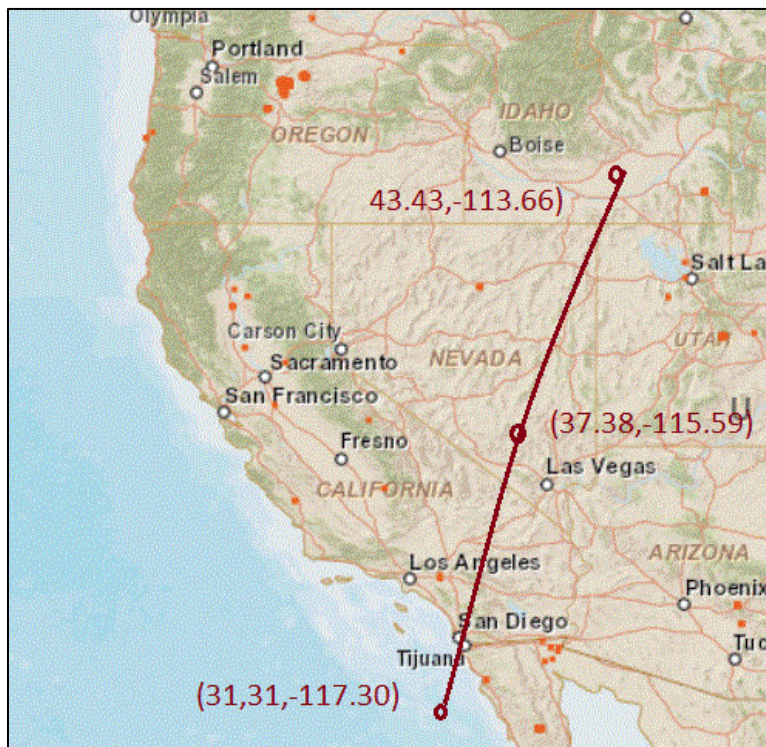 Olympia
Portland
Salem
IDAHO
OREGON
Boise
43.43,-113.66)
Salt La
Carson City
NEVADA
UTAH
Sacramento
San Francisco
U
(37.38,-115.59)
Fresno
Las Vegas
CALIFORNIA
ARIZONA
Los Angeles
Phoenix
San Diego
Tijuana
Tuc
(31,31,-117.30)